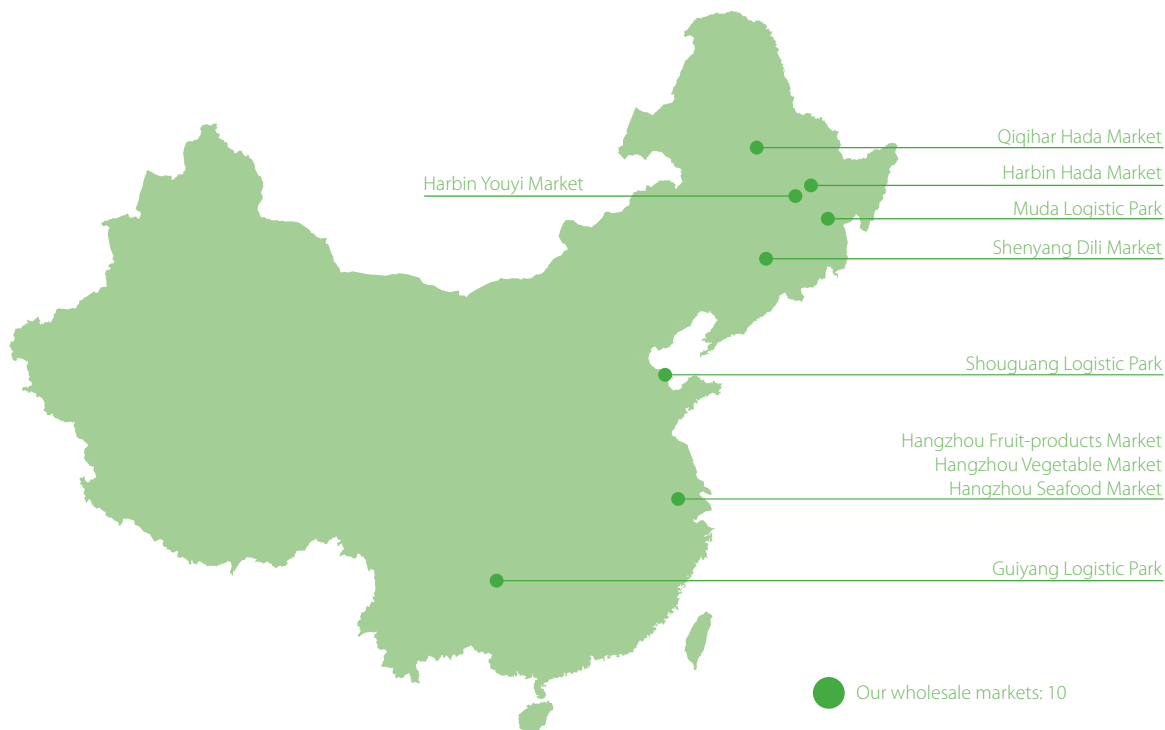 Qiqihar Hada Market
Harbin Hada Market
Harbin Youyi Market
Muda Logistic Park
Shenyang Dili Market
Shouguang Logistic Park
Hangzhou Fruit-products Market
Hangzhou Vegetable Market
Hangzhou Seafood Market
Guiyang Logistic Park
Our wholesale markets: 10